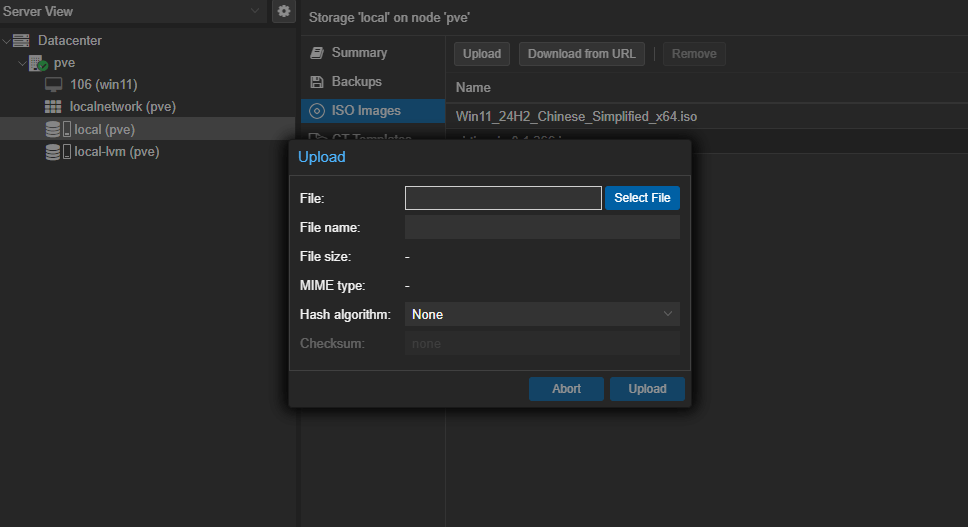 Server View
Storage 'local' on node 'pve'
Datacenter
pve
106 (win11)
localnetwork (pve)
local (pve)
local-lvm (pve)
Summary
Backups
ISO Images
CT Templates
Upload
Download from URL
Remove
Name
Win11_24H2_Chinese_Simplified_x64.iso
Upload
File:
Select File
File name:
File size:
-
MIME type:
-
Hash algorithm:
None
Checksum:
none
Abort
Upload